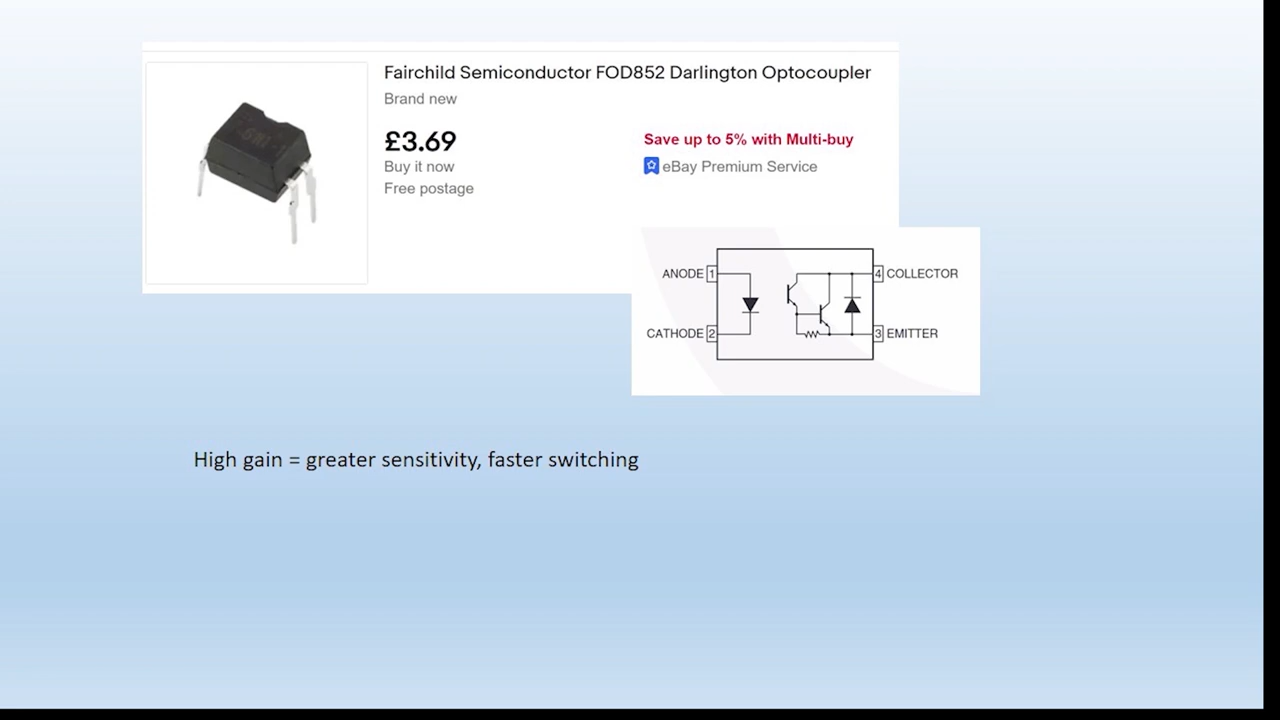 Fairchild Semiconductor FOD852 Darlington Optocoupler
Brand new
£3.69
Buy it now
Free postage
Save up to 5% with Multi-buy
eBay Premium Service
ANODE 1
4 COLLECTOR
CATHODE 2
3 EMITTER
High gain = greater sensitivity, faster switching